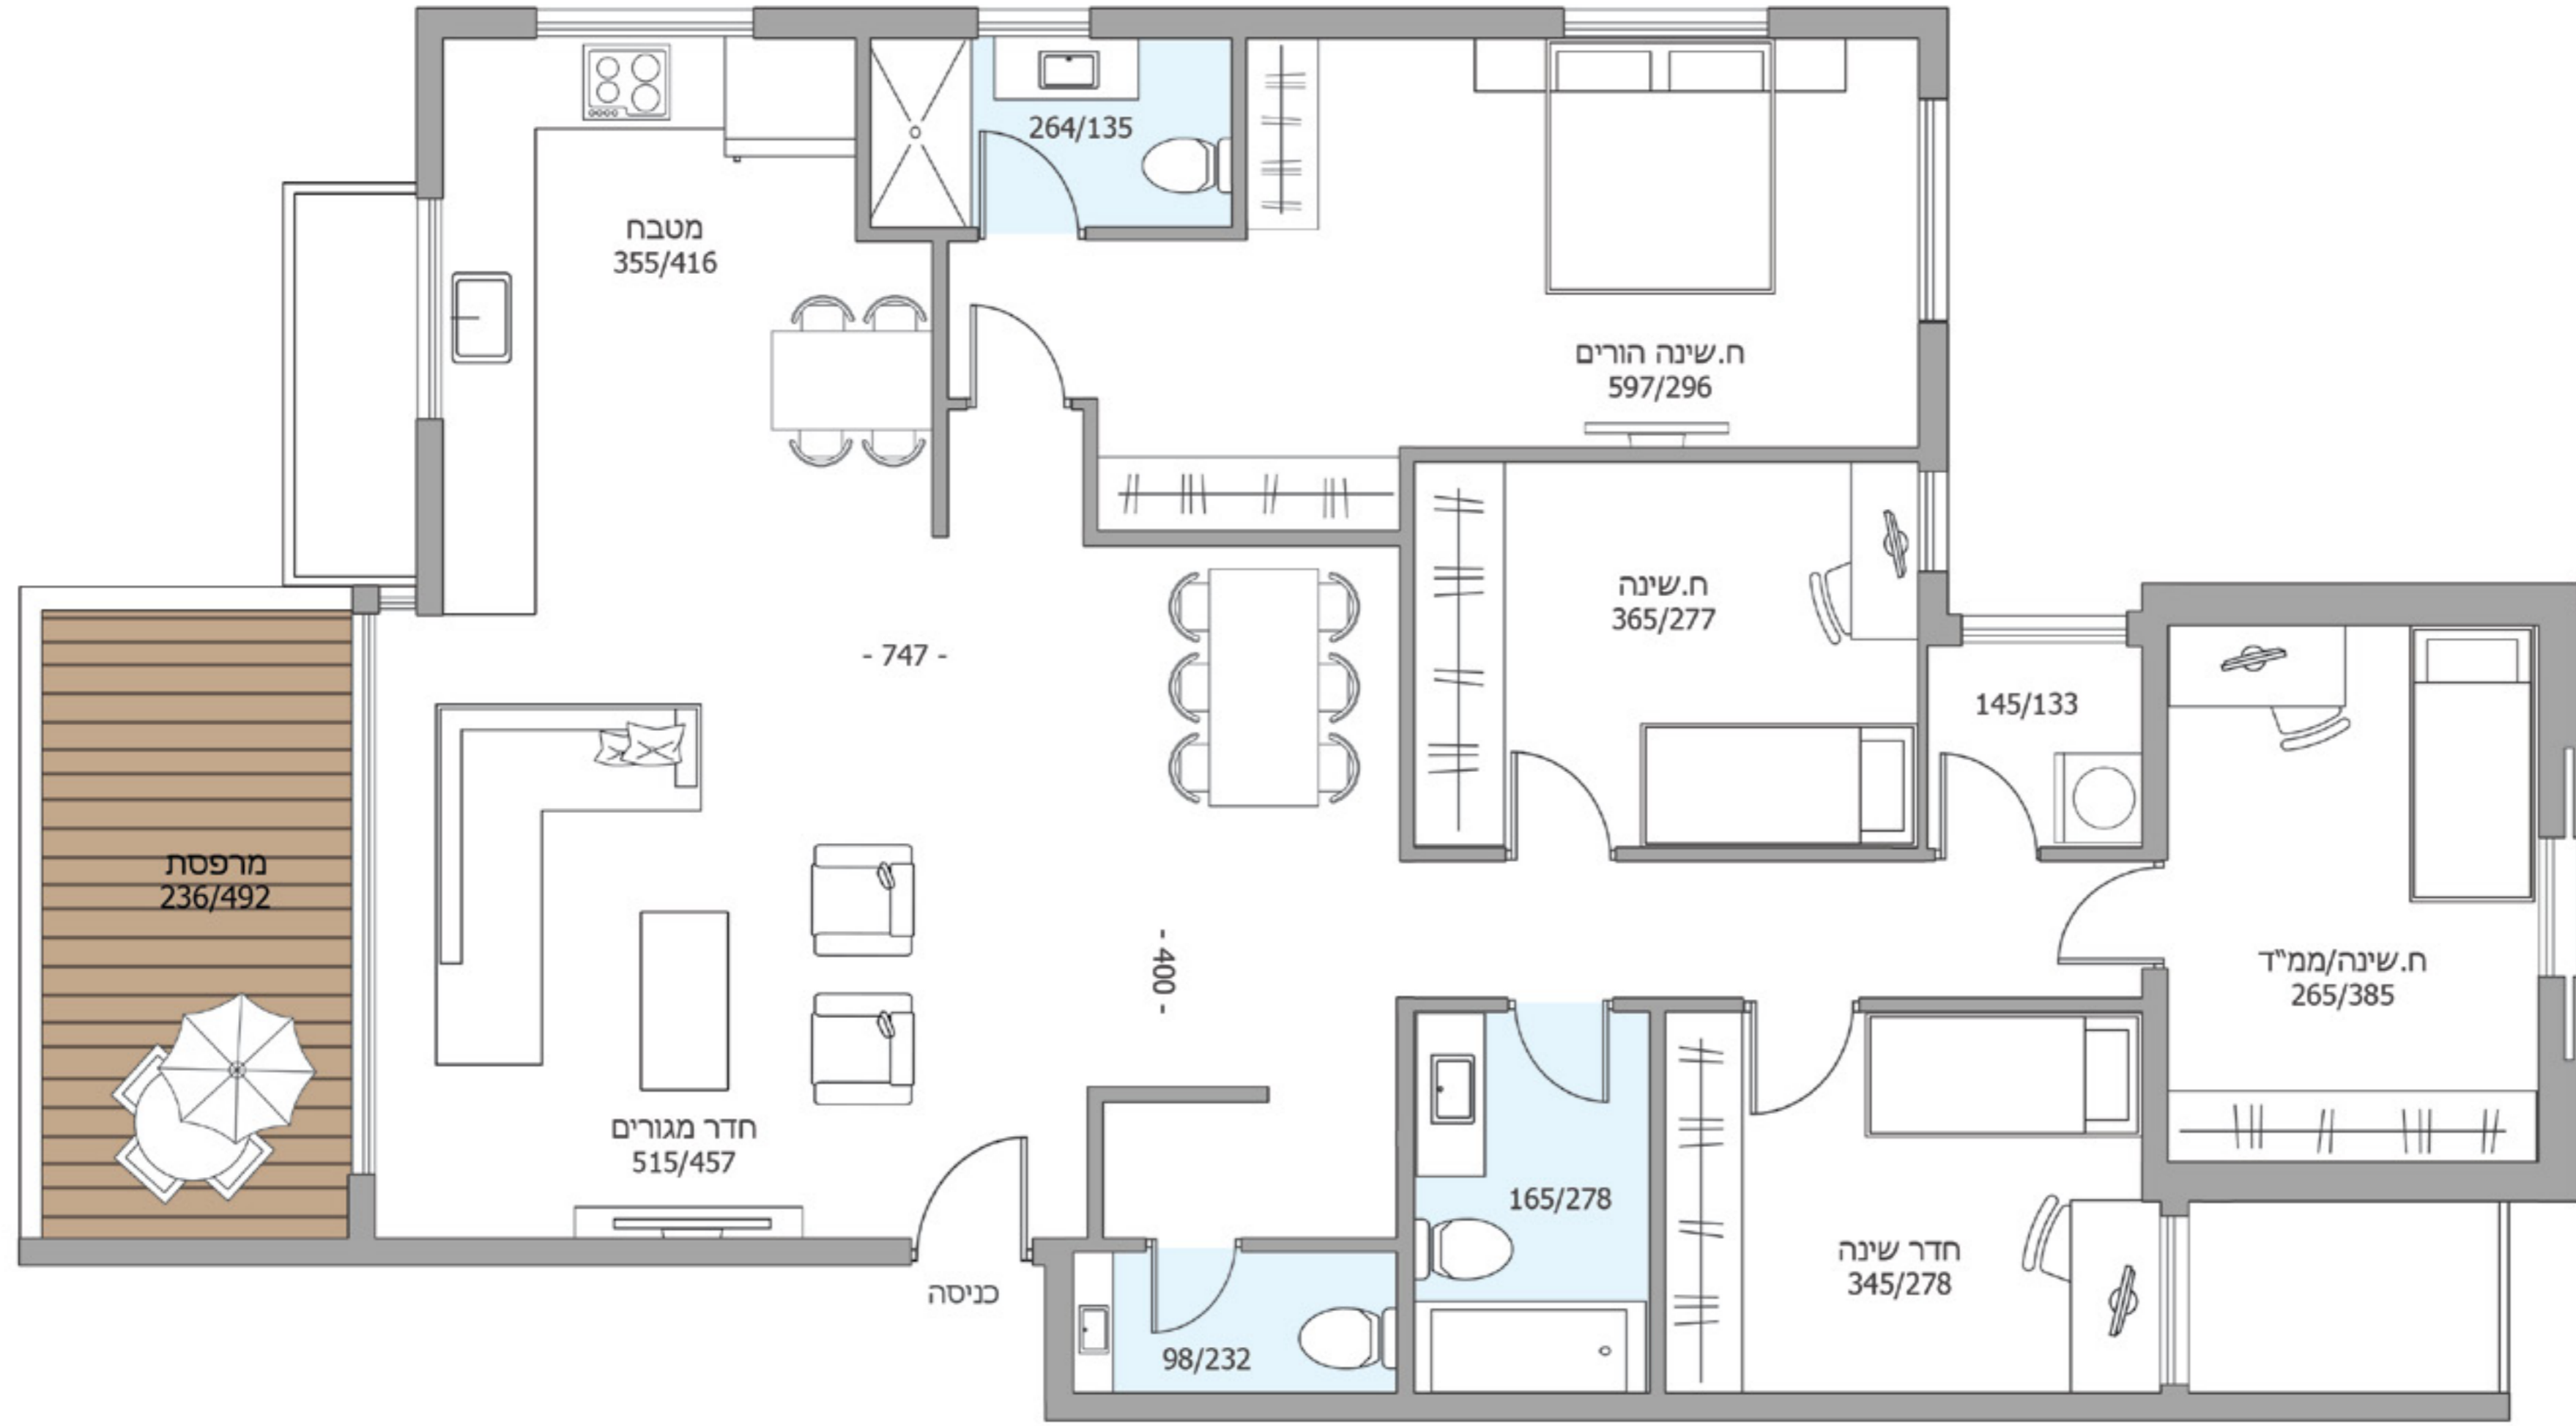 264/135
מטבח
355/416
ח.שינה הורים
597/296
ח.שינה
365/277
- 747 -
145/133
מרפסת
236/492
- 400 -
ח.שינה/ממ"ד
265/385
חדר מגורים
515/457
165/278
חדר שינה
345/278
כניסה
98/232